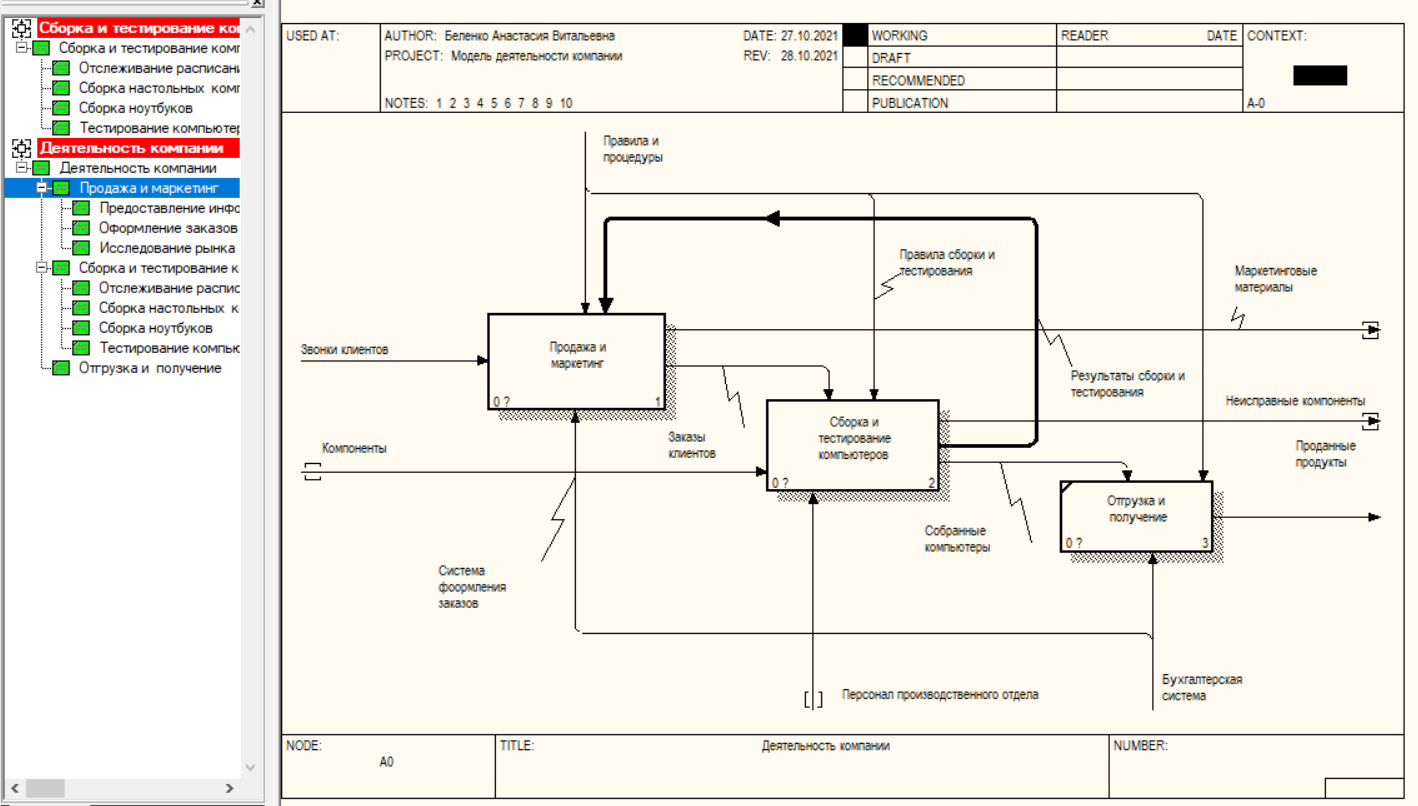 Сборка и тестирование ко
Сборка и тестирование комп
Отслеживание расписани
Сборка настольных комп
Сборка ноутбуков
Тестирование компьютер
Деятельность компании
Деятельность компании
Продажа и маркетинг
Предоставление инфо
Оформление заказов
Исследование рынка
Сборка и тестирование к
Отслеживание распис
Сборка настольных к
Сборка ноутбуков
Тестирование компью
Отгрузка и получение
USED AT:
AUTHOR: Беленко Анастасия Витальевна
DATE: 27.10.2021
PROJECT: Модель деятельности компании
REV: 28.10.2021
NOTES: 1 2 3 4 5 6 7 8 9 10
WORKING
DRAFT
RECOMMENDED
PUBLICATION
READER
DATE
CONTEXT:
A-0
Правила и
процедуры
Правила сборки и
тестирования
Маркетинговые
материалы
Звонки клиентов
Продажа и
маркетинг
0 ?
1
Результаты сборки и
тестирования
Неисправные компоненты
Компоненты
Заказы
клиентов
Сборка и
тестирование
компьютеров
0 ?
2
Проданные
продукты
Отгрузка и
получение
0 ?
3
Собранные
компьютеры
Система
фоормления
заказов
Персонал производственного отдела
Бухгалтерская
система
NODE:
A0
TITLE:
Деятельность компании
NUMBER: